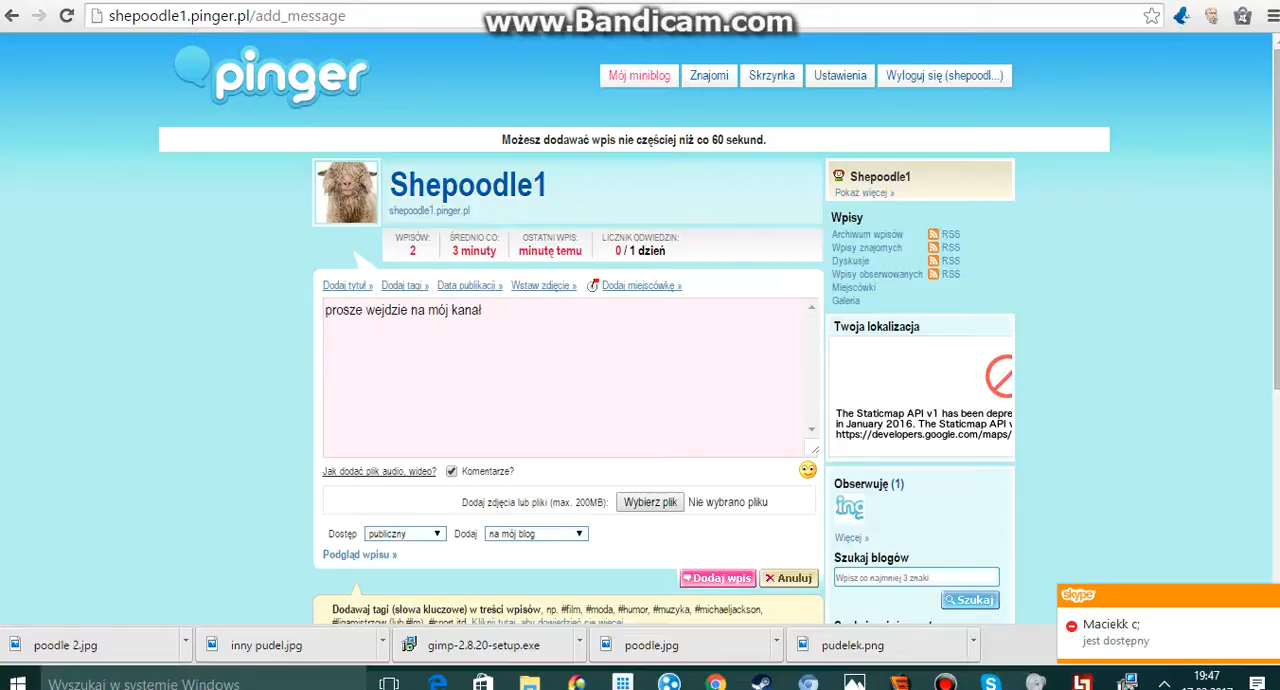 shepoodle1.pinger.pl/add_message
www.Bandicam.com
pinger
Mój miniblog Znajomi Skrzynka Ustawienia Wyloguj się (shepoodl...)
Możesz dodawać wpis nie częściej niż co 60 sekund.
Shepoodle1
shepoodle1.pinger.pl
WPISÓW: ŚREDNIO CO: OSTATNI WPIS: LICZNIK ODWIEDZIN:
2 3 minuty minutę temu 0 / 1 dzień
Dodaj tytuł » Dodaj tagi » Data publikacji » Wstaw zdjęcie » Dodaj miejscówkę »
prosze wejdzie na mój kanał
Jak dodać plik audio, wideo? Komentarze?
Dodaj zdjęcia lub pliki (max. 200MB): Wybierz plik Nie wybrano pliku
Dostęp publiczny Dodaj na mój blog
Podgląd wpisu »
Dodaj wpis Anuluj
Dodawaj tagi (słowa kluczowe) w treści wpisów, np. #film, #moda, #humor, #muzyka, #michaeljackson,
Shepoodle1
Pokaż więcej »
Wpisy
Archiwum wpisów RSS
Wpisy znajomych RSS
Dyskusje RSS
Wpisy obserwowanych RSS
Miejscówki
Galeria
Twoja lokalizacja
The Staticmap API v1 has been depre
in January 2016. The Staticmap API v
https://developers.google.com/maps/
Obserwuję (1)
ing
Więcej »
Szukaj blogów
Wpisz co najmniej 3 znaki
Szukaj
skype
Maciekk c;
jest dostępny
poodle 2.jpg inny pudel.jpg gimp-2.8.20-setup.exe poodle.jpg pudelek.png
Wyszukaj w systemie Windows
19:47